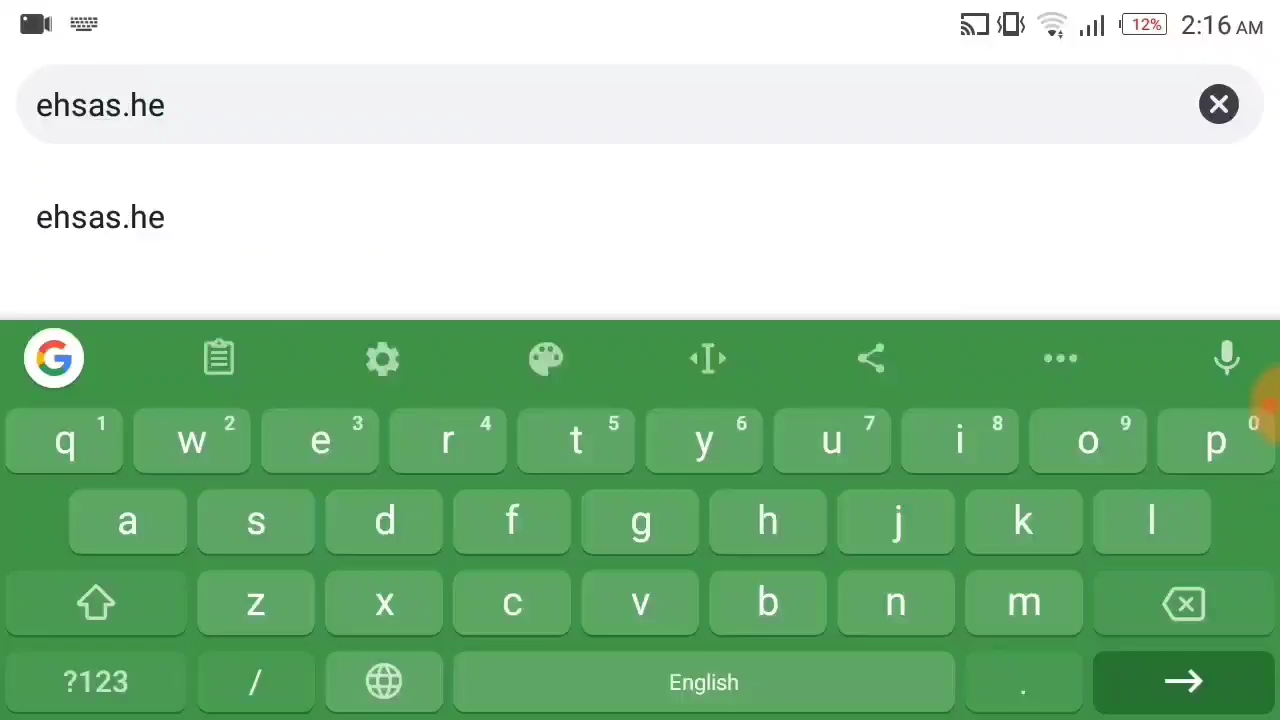 12% 2:16 AM
ehsas.he
ehsas.he
q 1 w 2 e 3 r 4 t 5 y 6 u 7 i 8 o 9 p 0
a s d f g h j k l
z x c v b n m
?123 / English .